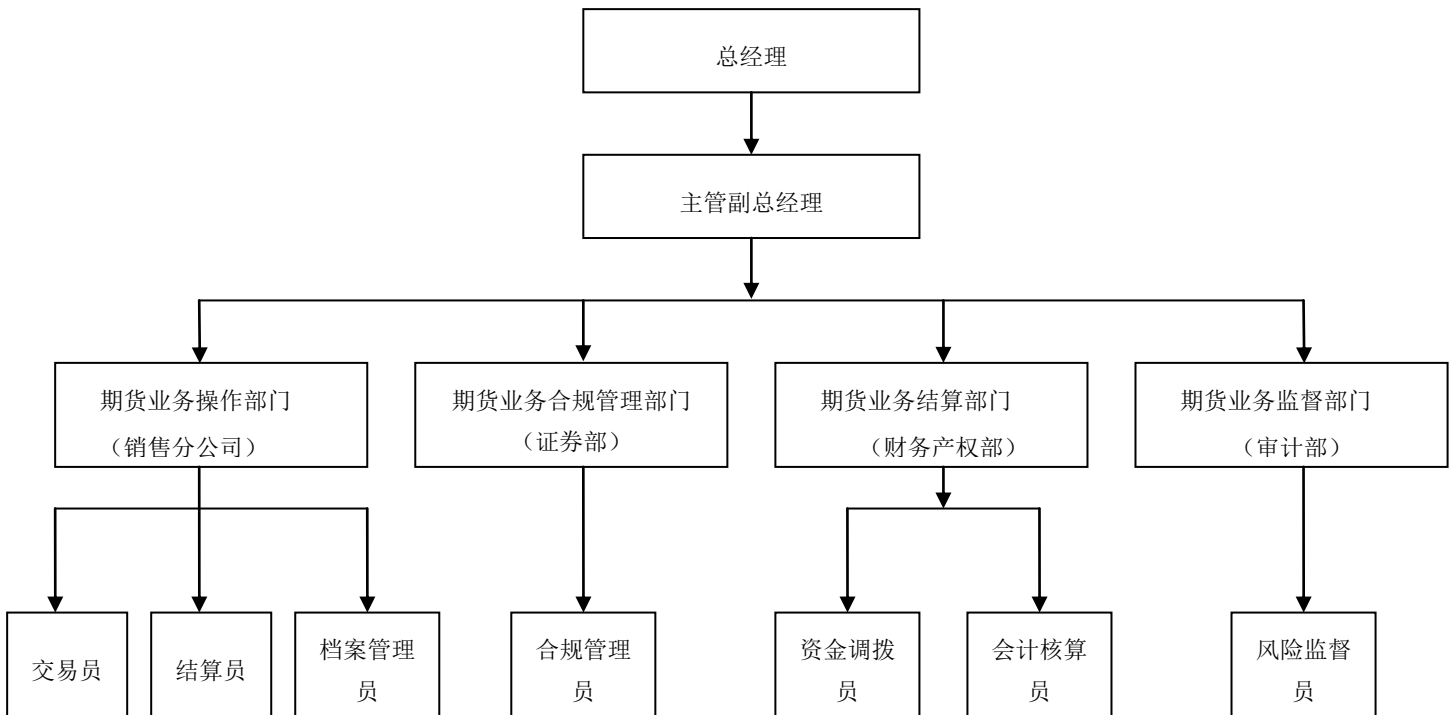 总经理
主管副总经理
期货业务操作部门
（销售分公司）
期货业务合规管理部门
（证券部）
期货业务结算部门
（财务产权部）
期货业务监督部门
（审计部）
交易员
结算员
档案管理
员
合规管理
员
资金调拨
员
会计核算
员
风险监督
员